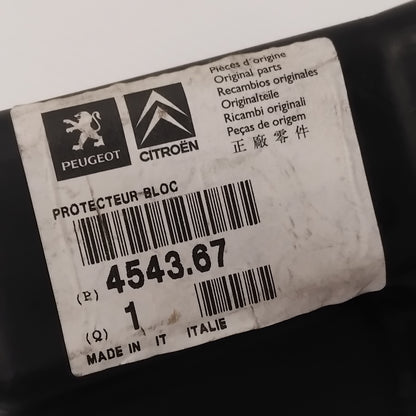 PEUGEOT
CITROËN
Pièces d'origine
Original parts
Recambios originales
Originalteile
Ricambi originali
Peças de origem
正廠零件
PROTECTEUR BLOC
(P) 4543.67
(Q) 1
MADE IN IT ITALIE